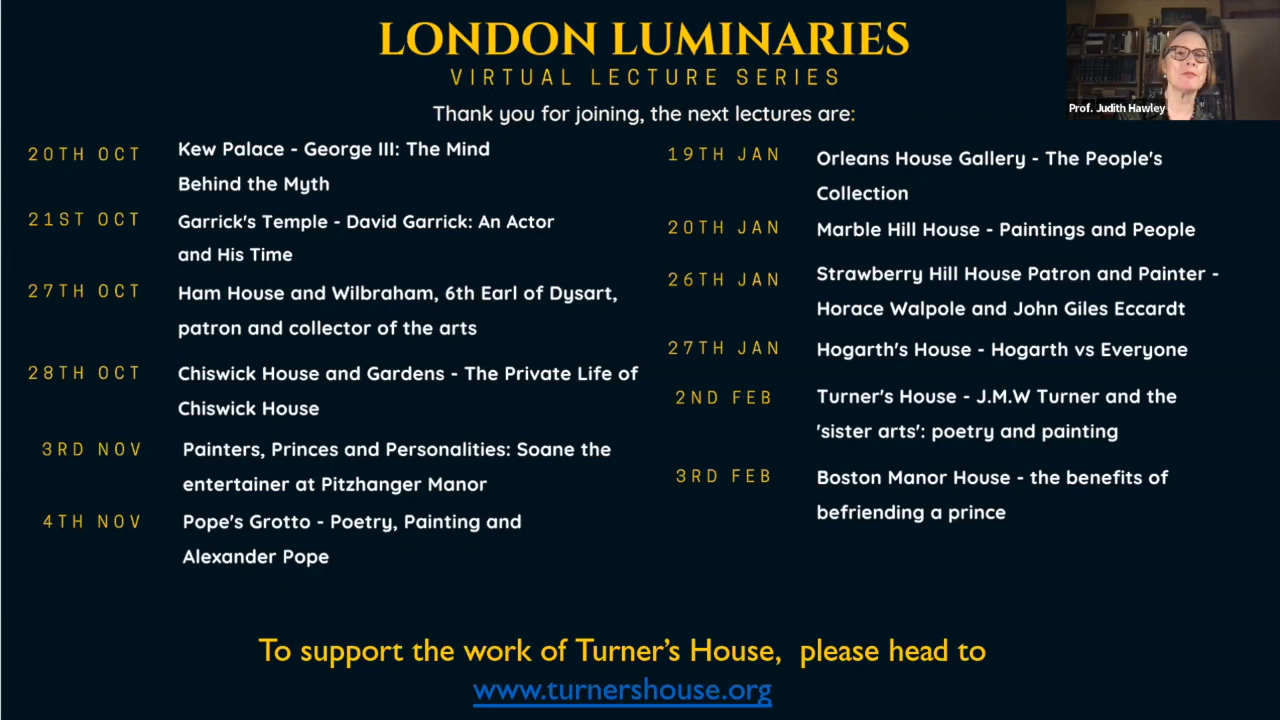 LONDON LUMINARIES
VIRTUAL LECTURE SERIES
Thank you for joining, the next lectures are:
Prof. Judith Hawley
20TH OCT
Kew Palace - George III: The Mind
Behind the Myth
21ST OCT
Garrick's Temple - David Garrick: An Actor
and His Time
27TH OCT
Ham House and Wilbraham, 6th Earl of Dysart,
patron and collector of the arts
28TH OCT
Chiswick House and Gardens - The Private Life of
Chiswick House
3RD NOV
Painters, Princes and Personalities: Soane the
entertainer at Pitzhanger Manor
4TH NOV
Pope's Grotto - Poetry, Painting and
Alexander Pope
19TH JAN
Orleans House Gallery - The People's
Collection
20TH JAN
Marble Hill House - Paintings and People
26TH JAN
Strawberry Hill House Patron and Painter -
Horace Walpole and John Giles Eccardt
27TH JAN
Hogarth's House - Hogarth vs Everyone
2ND FEB
Turner's House - J.M.W Turner and the
'sister arts': poetry and painting
3RD FEB
Boston Manor House - the benefits of
befriending a prince
To support the work of Turner’s House, please head to
www.turnershouse.org